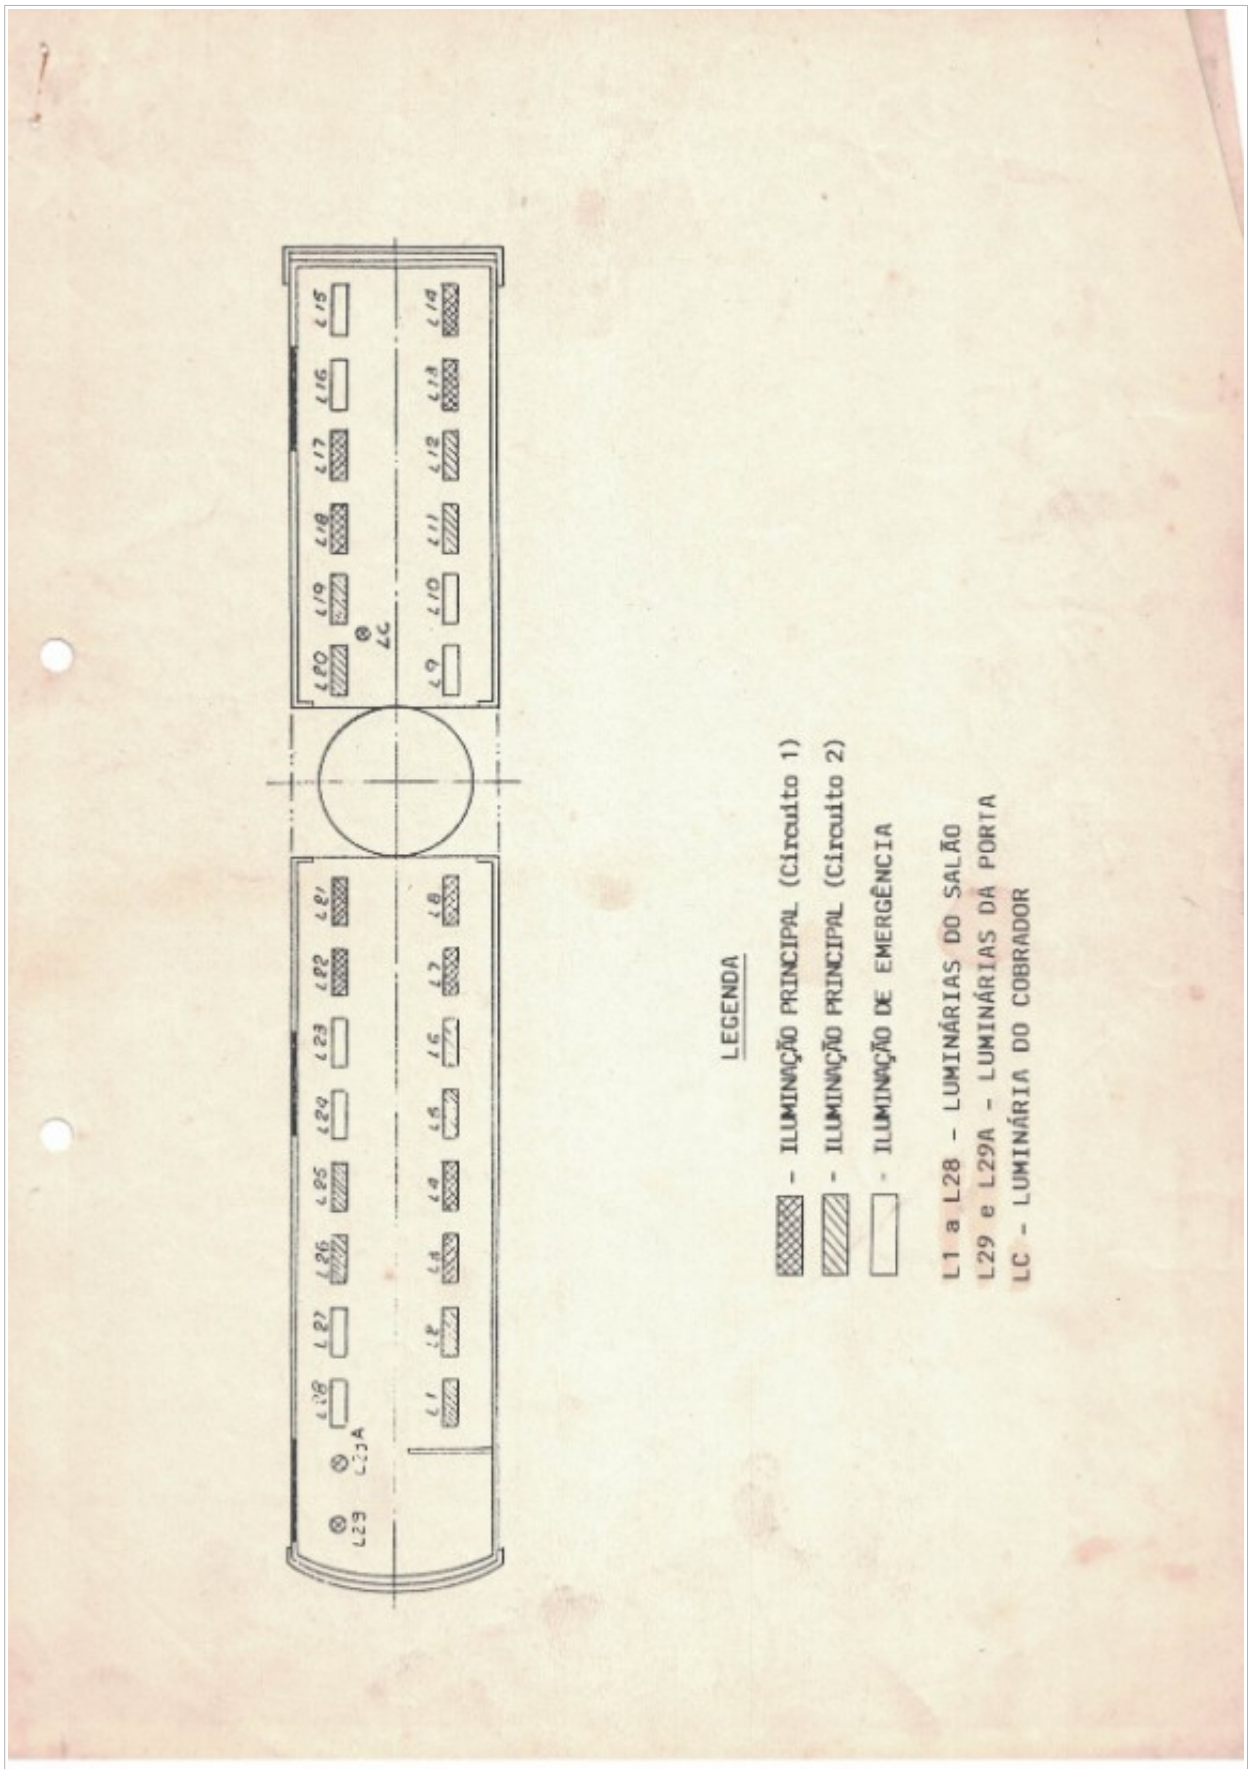 L28 L27 L26 L25 L24 L23 L22 L21 L20 L19 L18 L17 L16 L15
L29 L29A
LC
L1 L2 L3 L4 L5 L6 L7 L8 L9 L10 L11 L12 L13 L14
LEGENDA
- ILUMINAÇÃO PRINCIPAL (Circuito 1)
- ILUMINAÇÃO PRINCIPAL (Circuito 2)
- ILUMINAÇÃO DE EMERGÊNCIA
L1 a L28 - LUMINÁRIAS DO SALÃO
L29 e L29A - LUMINÁRIAS DA PORTA
LC - LUMINÁRIA DO COBRADOR